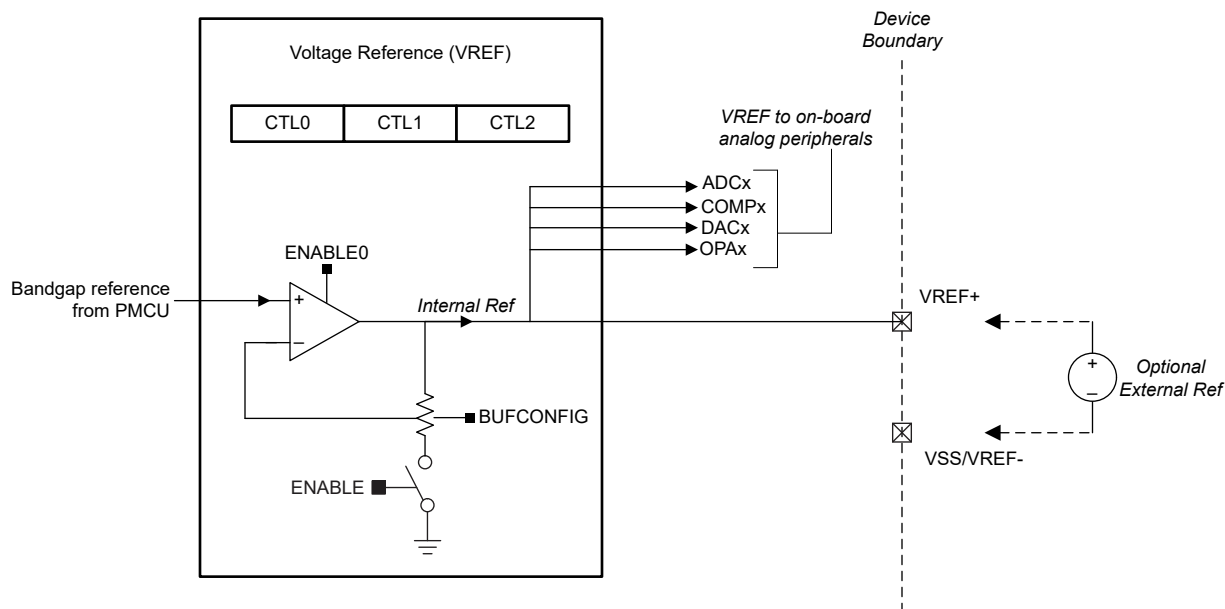 Device
Boundary
Voltage Reference (VREF)
CTL0 CTL1 CTL2
VREF to on-board
analog peripherals
ADCx
COMPx
DACx
OPAx
ENABLE0
Bandgap reference
from PMCU
+
−
Internal Ref
VREF+
BUFCONFIG
+
−
Optional
External Ref
VSS/VREF-
ENABLE